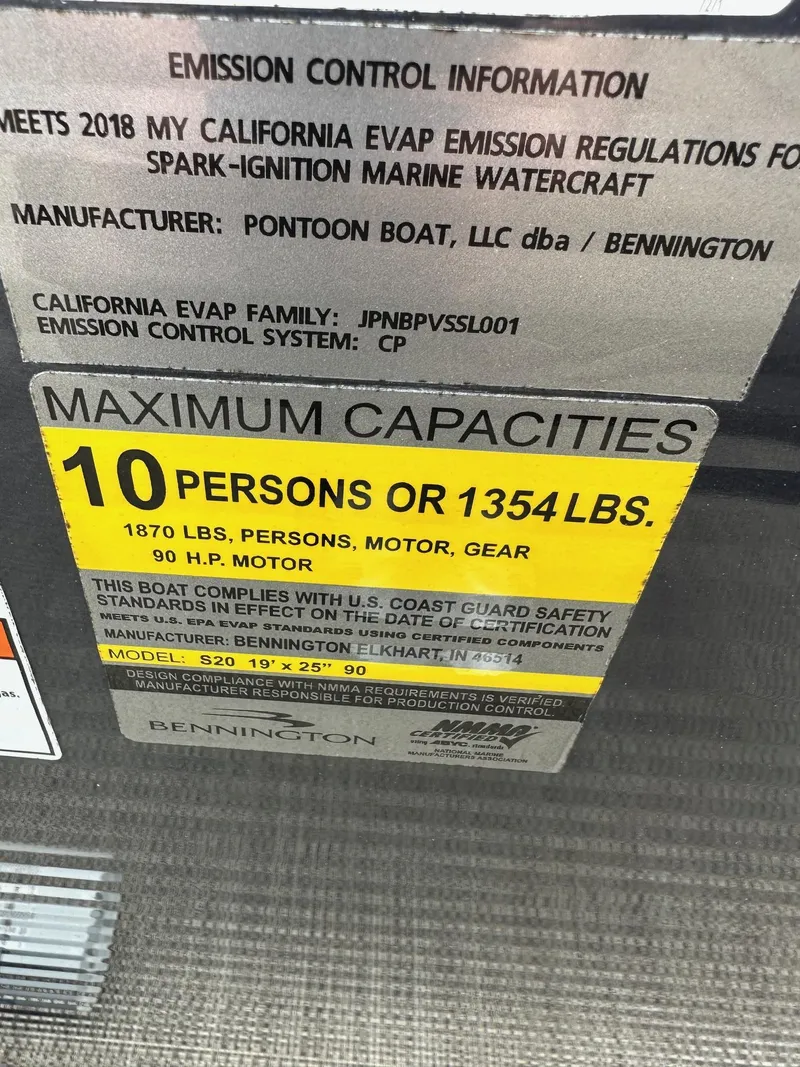 EMISSION CONTROL INFORMATION
MEETS 2018 MY CALIFORNIA EVAP EMISSION REGULATIONS FO
SPARK-IGNITION MARINE WATERCRAFT
MANUFACTURER: PONTOON BOAT, LLC dba / BENNINGTON
CALIFORNIA EVAP FAMILY: JPNBPVSSL001
EMISSION CONTROL SYSTEM: CP
MAXIMUM CAPACITIES
10 PERSONS OR 1354 LBS.
1870 LBS, PERSONS, MOTOR, GEAR
90 H.P. MOTOR
THIS BOAT COMPLIES WITH U.S. COAST GUARD SAFETY
STANDARDS IN EFFECT ON THE DATE OF CERTIFICATION
MEETS U.S. EPA EVAP STANDARDS USING CERTIFIED COMPONENTS
MANUFACTURER: BENNINGTON ELKHART, IN 46514
MODEL: S20 19' x 25" 90
DESIGN COMPLIANCE WITH NMMA REQUIREMENTS IS VERIFIED.
MANUFACTURER RESPONSIBLE FOR PRODUCTION CONTROL.
BENNINGTON
NMMA
CERTIFIED
using ABYC standards
NATIONAL MARINE
MANUFACTURERS ASSOCIATION
as.